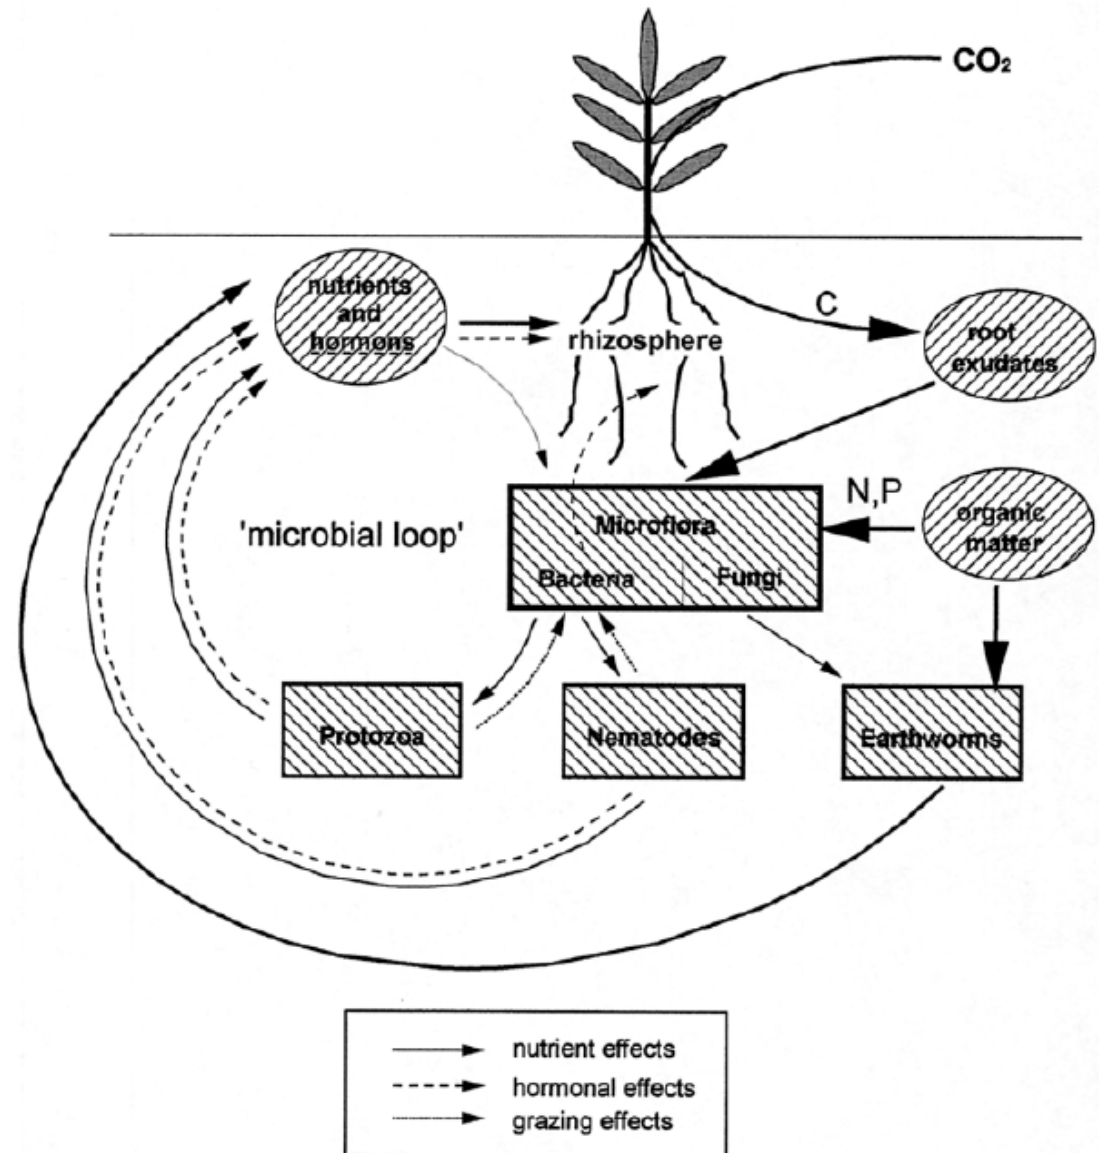 CO₂
nutrients
and
hormons
rhizosphere
C
root
exudates
N,P
organic
matter
'microbial loop'
Microflora
Bacteria
Fungi
Protozoa
Nematodes
Earthworms
nutrient effects
hormonal effects
grazing effects